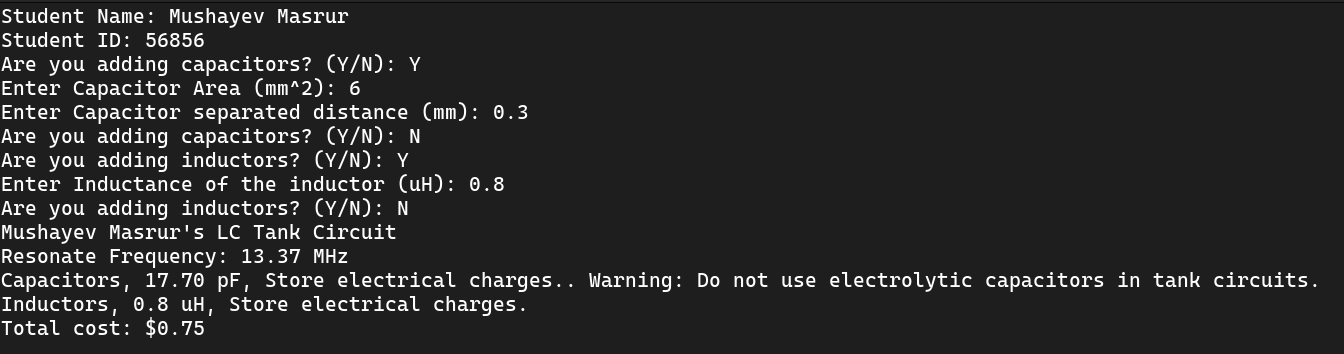 Student Name: Mushayev Masrur
Student ID: 56856
Are you adding capacitors? (Y/N): Y
Enter Capacitor Area (mm^2): 6
Enter Capacitor separated distance (mm): 0.3
Are you adding capacitors? (Y/N): N
Are you adding inductors? (Y/N): Y
Enter Inductance of the inductor (uH): 0.8
Are you adding inductors? (Y/N): N
Mushayev Masrur's LC Tank Circuit
Resonate Frequency: 13.37 MHz
Capacitors, 17.70 pF, Store electrical charges.. Warning: Do not use electrolytic capacitors in tank circuits.
Inductors, 0.8 uH, Store electrical charges.
Total cost: $0.75